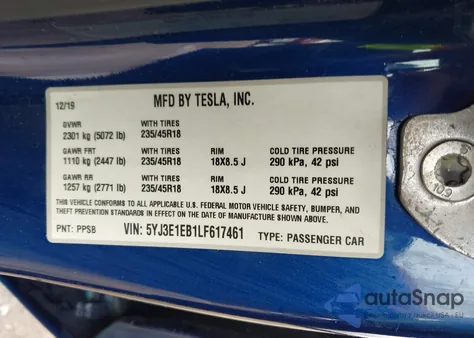 MFD BY TESLA, INC.
12/19
GVWR WITH TIRES
2301 kg (5072 lb) 235/45R18
GAWR FRT WITH TIRES RIM COLD TIRE PRESSURE
1110 kg (2447 lb) 235/45R18 18X8.5 J 290 kPa, 42 psi
GAWR RR WITH TIRES RIM COLD TIRE PRESSURE
1257 kg (2771 lb) 235/45R18 18X8.5 J 290 kPa, 42 psi
THIS VEHICLE CONFORMS TO ALL APPLICABLE U.S. FEDERAL MOTOR VEHICLE SAFETY, BUMPER, AND
THEFT PREVENTION STANDARDS IN EFFECT ON THE DATE OF MANUFACTURE SHOWN ABOVE.
PNT: PPSB VIN: 5YJ3E1EB1LF617461 TYPE: PASSENGER CAR
autoSnap